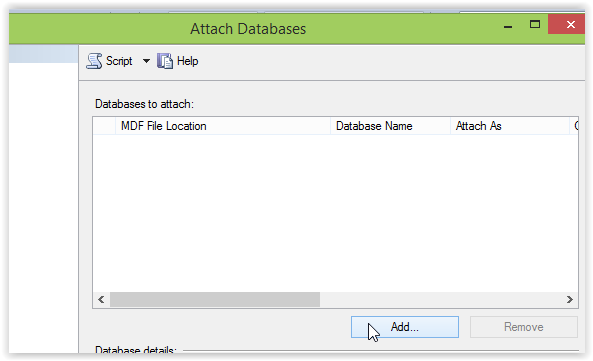 Attach Databases
Script Help
Databases to attach:
MDF File Location Database Name Attach As
Add... Remove
Database details: